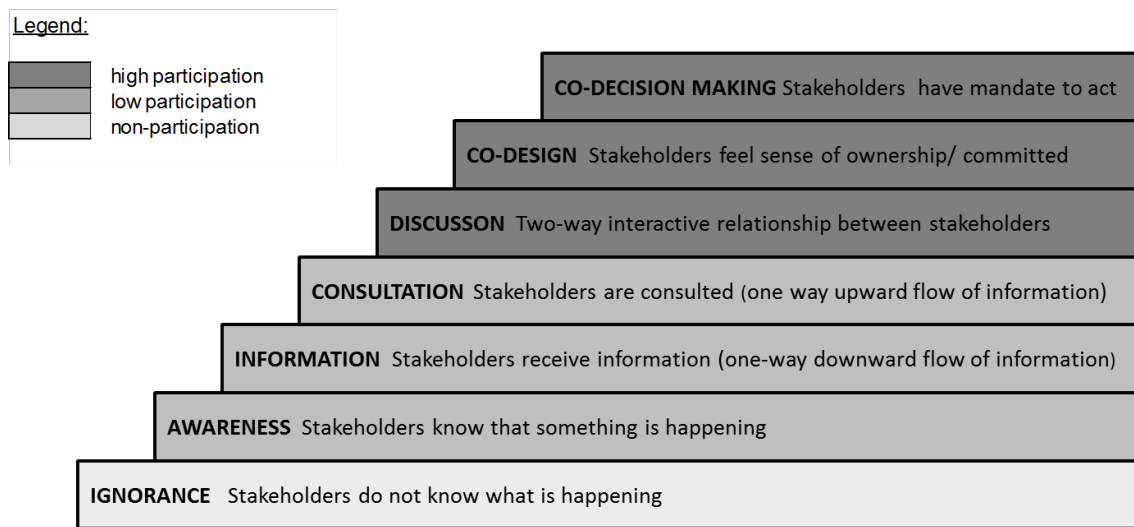 Legend:
high participation
low participation
non-participation
CO-DECISION MAKING Stakeholders have mandate to act
CO-DESIGN Stakeholders feel sense of ownership/ committed
DISCUSSON Two-way interactive relationship between stakeholders
CONSULTATION Stakeholders are consulted (one way upward flow of information)
INFORMATION Stakeholders receive information (one-way downward flow of information)
AWARENESS Stakeholders know that something is happening
IGNORANCE Stakeholders do not know what is happening